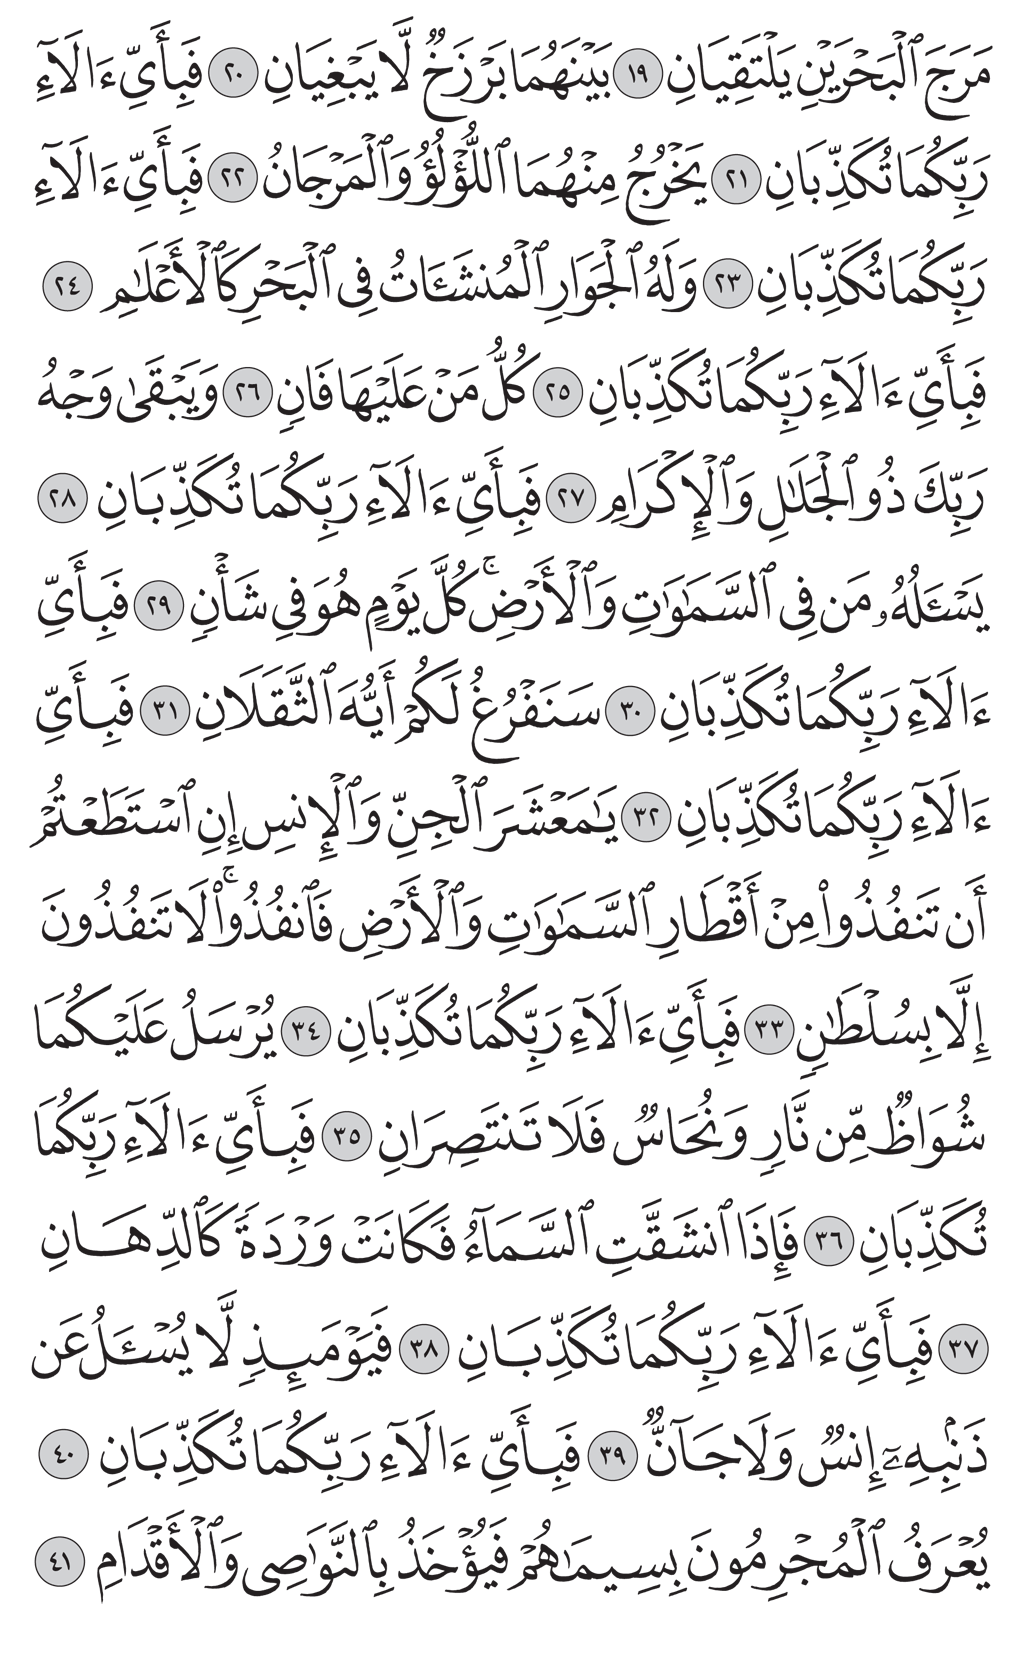 مَرَجَ ٱلْبَحْرَيْنِ يَلْتَقِيَانِ ١٩ بَيْنَهُمَا بَرْزَخٌ لَّا يَبْغِيَانِ ٢٠ فَبِأَىِّ ءَالَآءِ
رَبِّكُمَا تُكَذِّبَانِ ٢١ يَخْرُجُ مِنْهُمَا ٱللُّؤْلُؤُ وَٱلْمَرْجَانُ ٢٢ فَبِأَىِّ ءَالَآءِ
رَبِّكُمَا تُكَذِّبَانِ ٢٣ وَلَهُ ٱلْجَوَارِ ٱلْمُنشَـَٔاتُ فِى ٱلْبَحْرِ كَٱلْأَعْلَـٰمِ ٢٤
فَبِأَىِّ ءَالَآءِ رَبِّكُمَا تُكَذِّبَانِ ٢٥ كُلُّ مَنْ عَلَيْهَا فَانٍ ٢٦ وَيَبْقَىٰ وَجْهُ
رَبِّكَ ذُو ٱلْجَلَـٰلِ وَٱلْإِكْرَامِ ٢٧ فَبِأَىِّ ءَالَآءِ رَبِّكُمَا تُكَذِّبَانِ ٢٨
يَسْـَٔلُهُۥ مَن فِى ٱلسَّمَـٰوَٰتِ وَٱلْأَرْضِ ۚ كُلَّ يَوْمٍ هُوَ فِى شَأْنٍ ٢٩ فَبِأَىِّ
ءَالَآءِ رَبِّكُمَا تُكَذِّبَانِ ٣٠ سَنَفْرُغُ لَكُمْ أَيُّهَ ٱلثَّقَلَانِ ٣١ فَبِأَىِّ
ءَالَآءِ رَبِّكُمَا تُكَذِّبَانِ ٣٢ يَـٰمَعْشَرَ ٱلْجِنِّ وَٱلْإِنسِ إِنِ ٱسْتَطَعْتُمْ
أَن تَنفُذُوا۟ مِنْ أَقْطَارِ ٱلسَّمَـٰوَٰتِ وَٱلْأَرْضِ فَٱنفُذُوا۟ ۚ لَا تَنفُذُونَ
إِلَّا بِسُلْطَـٰنٍ ٣٣ فَبِأَىِّ ءَالَآءِ رَبِّكُمَا تُكَذِّبَانِ ٣٤ يُرْسَلُ عَلَيْكُمَا
شُوَاظٌ مِّن نَّارٍ وَنُحَاسٌ فَلَا تَنتَصِرَانِ ٣٥ فَبِأَىِّ ءَالَآءِ رَبِّكُمَا
تُكَذِّبَانِ ٣٦ فَإِذَا ٱنشَقَّتِ ٱلسَّمَآءُ فَكَانَتْ وَرْدَةً كَٱلدِّهَانِ
٣٧ فَبِأَىِّ ءَالَآءِ رَبِّكُمَا تُكَذِّبَانِ ٣٨ فَيَوْمَئِذٍ لَّا يُسْـَٔلُ عَن
ذَنۢبِهِۦٓ إِنسٌ وَلَا جَآنٌّ ٣٩ فَبِأَىِّ ءَالَآءِ رَبِّكُمَا تُكَذِّبَانِ ٤٠
يُعْرَفُ ٱلْمُجْرِمُونَ بِسِيمَـٰهُمْ فَيُؤْخَذُ بِٱلنَّوَٰصِى وَٱلْأَقْدَامِ ٤١